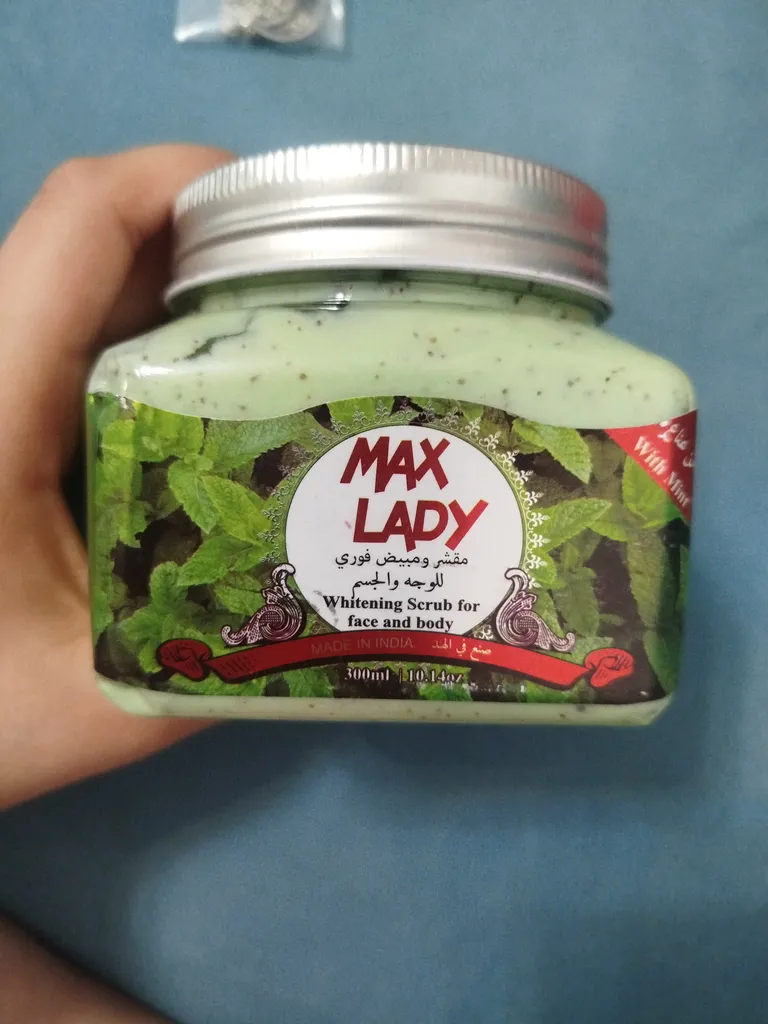 MAX
LADY
مقشر ومبيض فوري
للوجه والجسم
Whitening Scrub for
face and body
MADE IN INDIA صنع في الهند
300ml | 10.14oz
With Mint